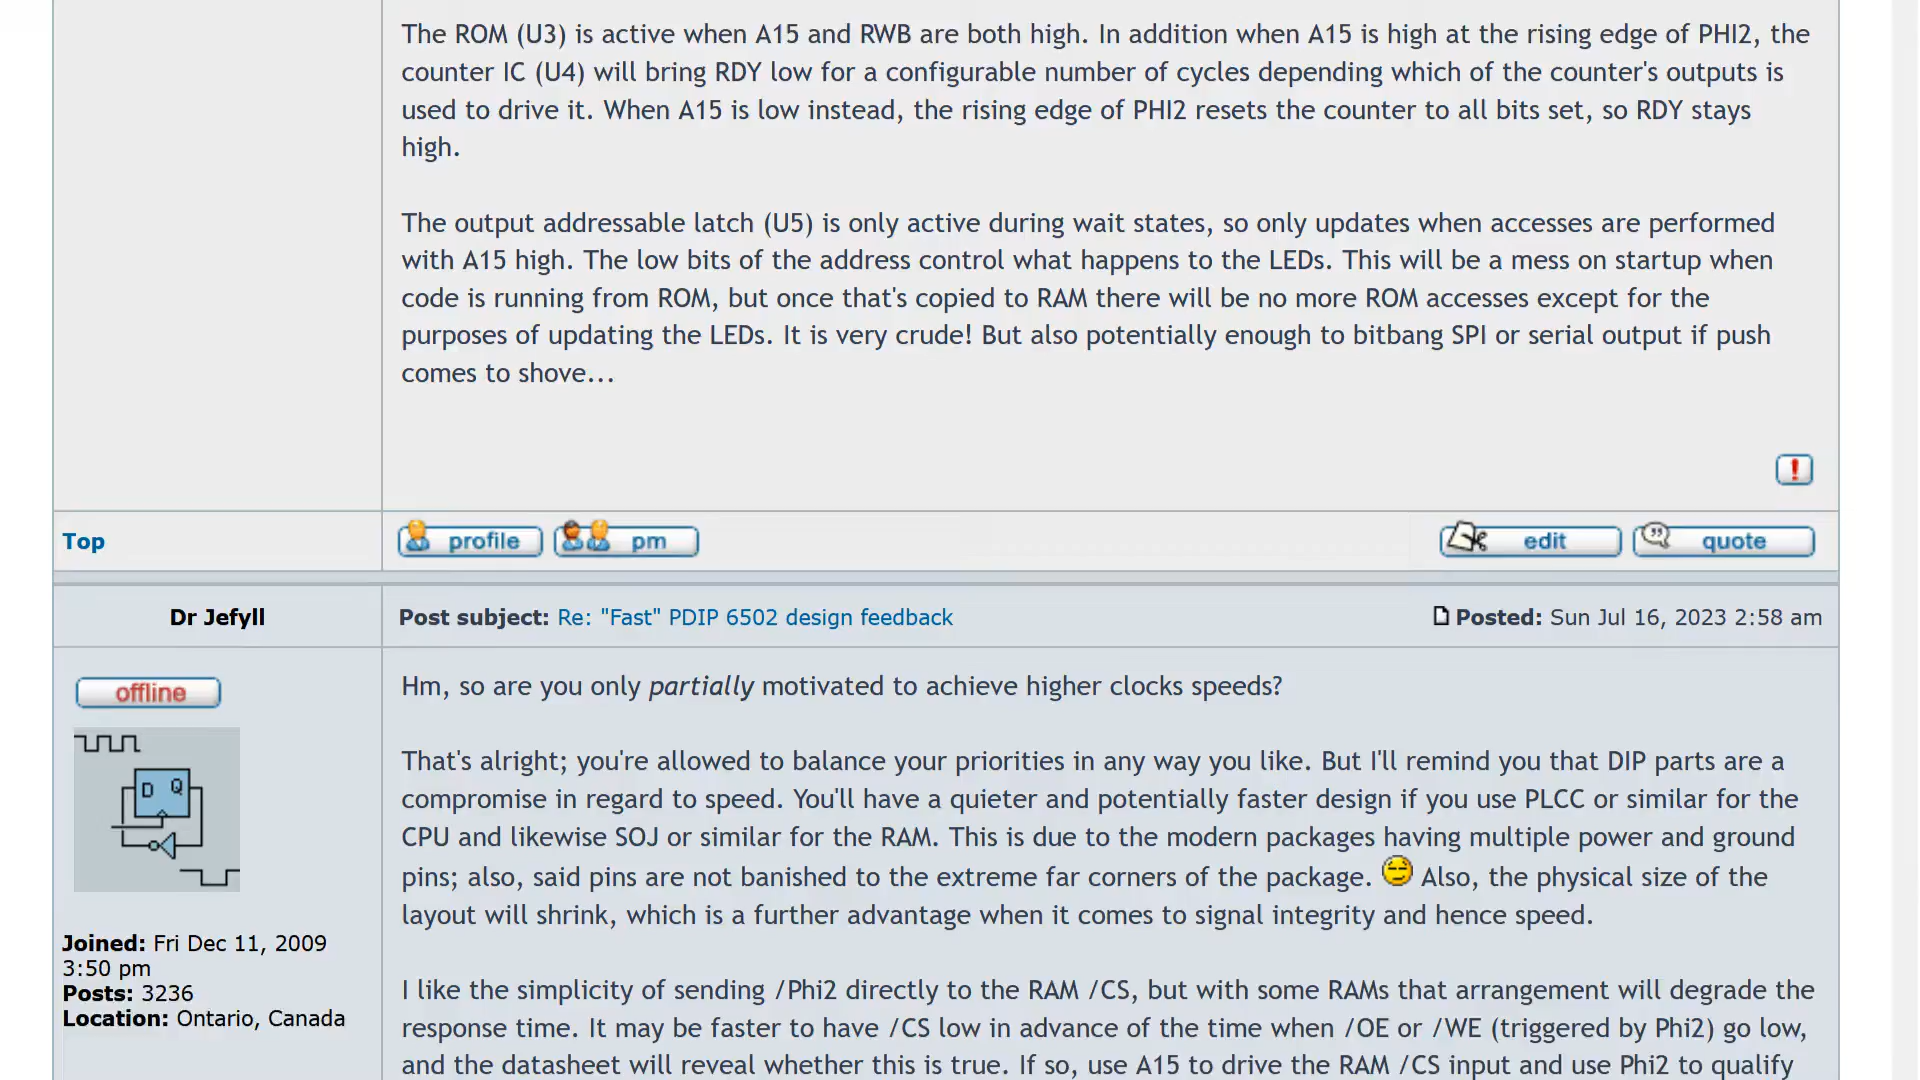 The ROM (U3) is active when A15 and RWB are both high. In addition when A15 is high at the rising edge of PHI2, the
counter IC (U4) will bring RDY low for a configurable number of cycles depending which of the counter's outputs is
used to drive it. When A15 is low instead, the rising edge of PHI2 resets the counter to all bits set, so RDY stays
high.
The output addressable latch (U5) is only active during wait states, so only updates when accesses are performed
with A15 high. The low bits of the address control what happens to the LEDs. This will be a mess on startup when
code is running from ROM, but once that's copied to RAM there will be no more ROM accesses except for the
purposes of updating the LEDs. It is very crude! But also potentially enough to bitbang SPI or serial output if push
comes to shove...
!
Top
profile
pm
edit
quote
Dr Jefyll
Post subject: Re: "Fast" PDIP 6502 design feedback
Posted: Sun Jul 16, 2023 2:58 am
offline
D Q
Joined: Fri Dec 11, 2009
3:50 pm
Posts: 3236
Location: Ontario, Canada
Hm, so are you only partially motivated to achieve higher clocks speeds?
That's alright; you're allowed to balance your priorities in any way you like. But I'll remind you that DIP parts are a
compromise in regard to speed. You'll have a quieter and potentially faster design if you use PLCC or similar for the
CPU and likewise SOJ or similar for the RAM. This is due to the modern packages having multiple power and ground
pins; also, said pins are not banished to the extreme far corners of the package. Also, the physical size of the
layout will shrink, which is a further advantage when it comes to signal integrity and hence speed.
I like the simplicity of sending /Phi2 directly to the RAM /CS, but with some RAMs that arrangement will degrade the
response time. It may be faster to have /CS low in advance of the time when /OE or /WE (triggered by Phi2) go low,
and the datasheet will reveal whether this is true. If so, use A15 to drive the RAM /CS input and use Phi2 to qualify